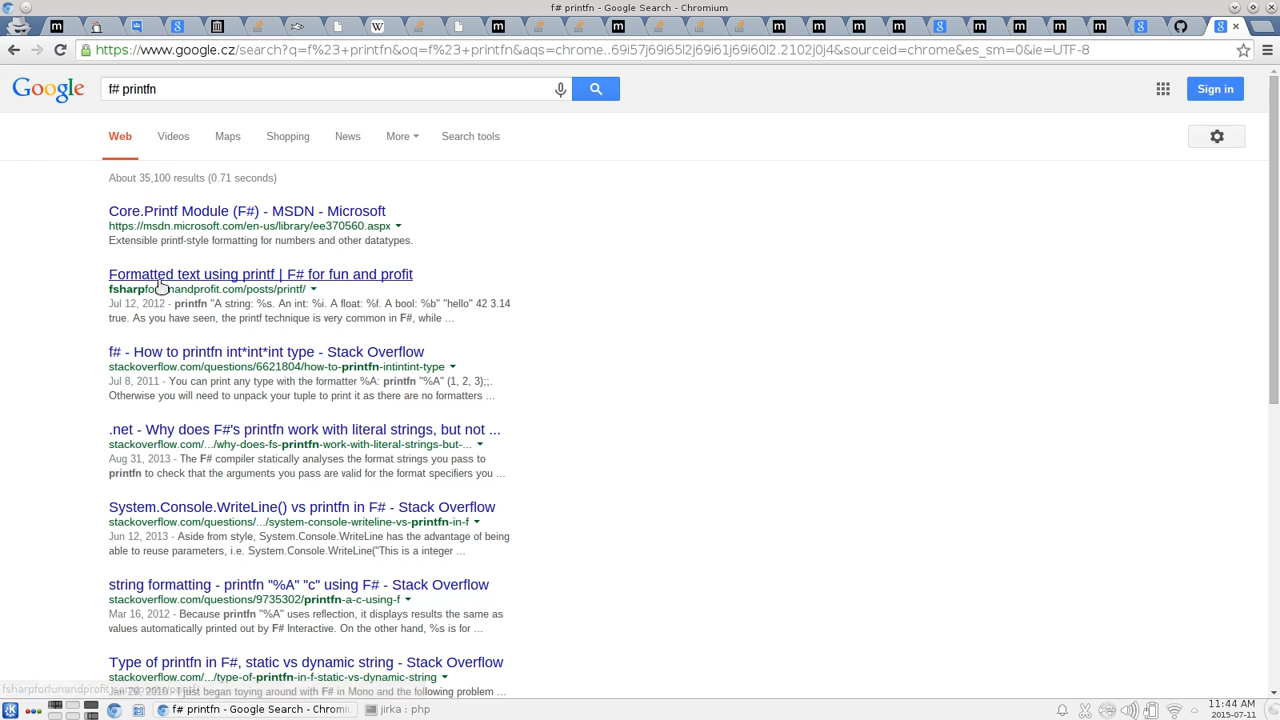 f# printfn - Google Search - Chromium
https://www.google.cz/search?q=f%23+printfn&oq=f%23+printfn&aqs=chrome..69i57j69i65l2j69i61j69i60l2.2102j0j4&sourceid=chrome&es_sm=0&ie=UTF-8
Google f# printfn Sign in
Web Videos Maps Shopping News More Search tools
About 35,100 results (0.71 seconds)
Core.Printf Module (F#) - MSDN - Microsoft
https://msdn.microsoft.com/en-us/library/ee370560.aspx
Extensible printf-style formatting for numbers and other datatypes.
Formatted text using printf | F# for fun and profit
fsharpforfunandprofit.com/posts/printf/
Jul 12, 2012 - printfn "A string: %s. An int: %i. A float: %f. A bool: %b" "hello" 42 3.14
true. As you have seen, the printf technique is very common in F#, while ...
f# - How to printfn int*int*int type - Stack Overflow
stackoverflow.com/questions/6621804/how-to-printfn-intintint-type
Jul 8, 2011 - You can print any type with the formatter %A: printfn "%A" (1, 2, 3);;.
Otherwise you will need to unpack your tuple to print it as there are no formatters ...
.net - Why does F#'s printfn work with literal strings, but not ...
stackoverflow.com/.../why-does-fs-printfn-work-with-literal-strings-but-...
Aug 31, 2013 - The F# compiler statically analyses the format strings you pass to
printfn to check that the arguments you pass are valid for the format specifiers you ...
System.Console.WriteLine() vs printfn in F# - Stack Overflow
stackoverflow.com/questions/.../system-console-writeline-vs-printfn-in-f
Jun 12, 2013 - Aside from style, System.Console.WriteLine has the advantage of being
able to reuse parameters, i.e. System.Console.WriteLine("This is a integer ...
string formatting - printfn "%A" "c" using F# - Stack Overflow
stackoverflow.com/questions/9735302/printfn-a-c-using-f
Mar 16, 2012 - Because printfn "%A" uses reflection, it displays results the same as
values automatically printed out by F# Interactive. On the other hand, %s is for ...
Type of printfn in F#, static vs dynamic string - Stack Overflow
stackoverflow.com/.../type-of-printfn-in-f-static-vs-dynamic-string
I just began toying around with F# in Mono and the following problem ...
f# printfn - Google Search - Chromiu jirka : php 11:44 AM
2015-07-11